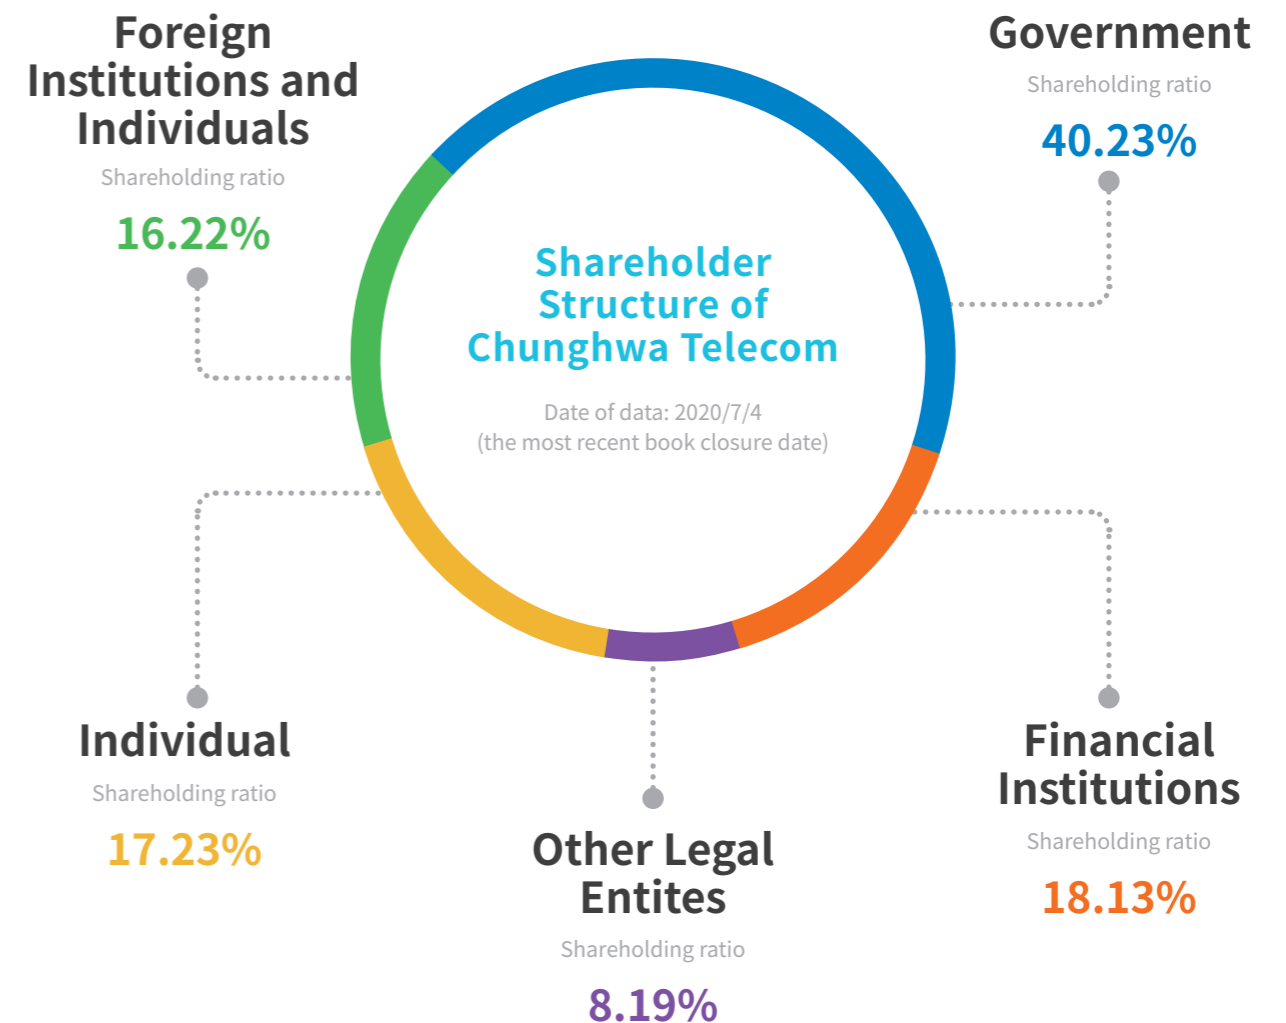 Foreign
Institutions and
Individuals
Shareholding ratio
16.22%
Government
Shareholding ratio
40.23%
Shareholder
Structure of
Chunghwa Telecom
Date of data: 2020/7/4
(the most recent book closure date)
Individual
Shareholding ratio
17.23%
Other Legal
Entites
Shareholding ratio
8.19%
Financial
Institutions
Shareholding ratio
18.13%